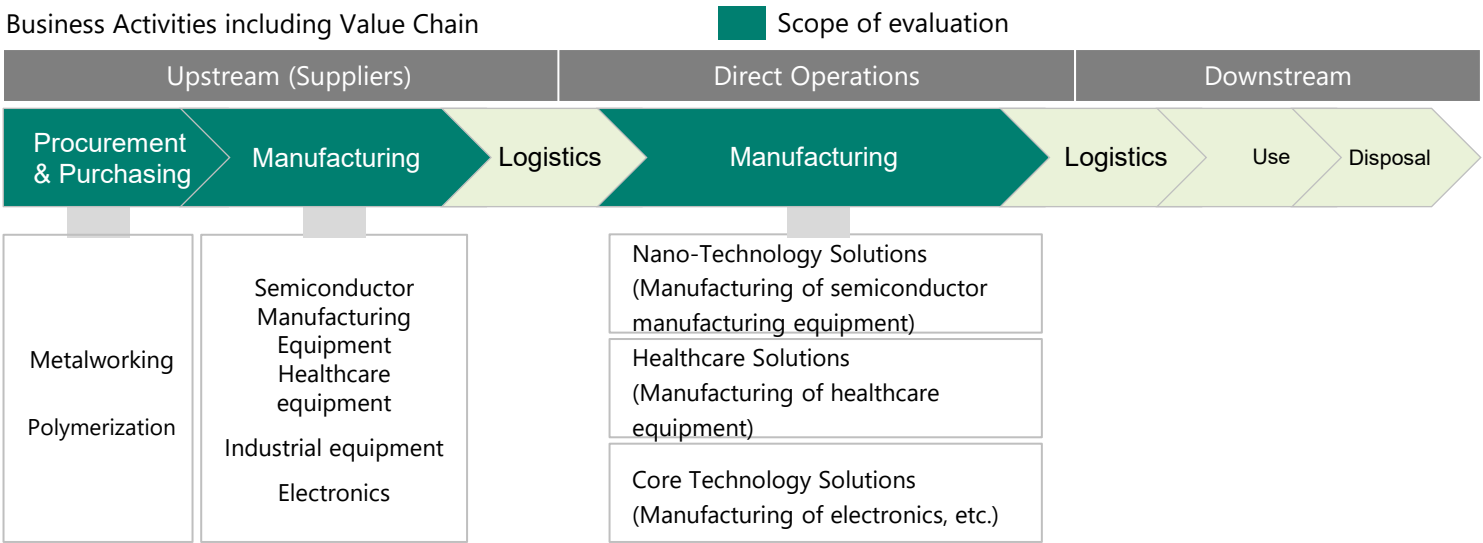 Business Activities including Value Chain
Scope of evaluation
Upstream (Suppliers)
Direct Operations
Downstream
Procurement
& Purchasing
Manufacturing
Logistics
Manufacturing
Logistics
Use
Disposal
Metalworking
Polymerization
Semiconductor
Manufacturing
Equipment
Healthcare
equipment
Industrial equipment
Electronics
Nano-Technology Solutions
(Manufacturing of semiconductor
manufacturing equipment)
Healthcare Solutions
(Manufacturing of healthcare
equipment)
Core Technology Solutions
(Manufacturing of electronics, etc.)